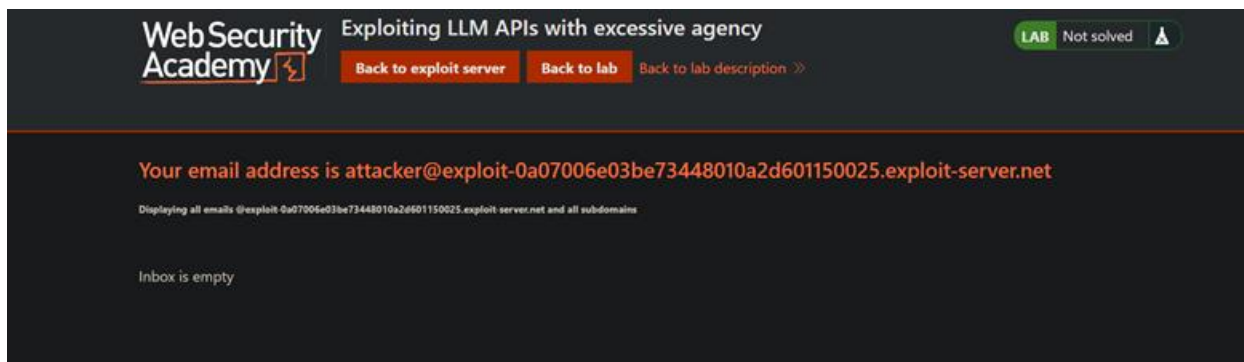 Web Security Academy
Exploiting LLM APIs with excessive agency
Back to exploit server Back to lab Back to lab description
LAB Not solved
Your email address is attacker@exploit-0a07006e03be73448010a2d601150025.exploit-server.net
Displaying all emails @exploit-0a07006e03be73448010a2d601150025.exploit-server.net and all subdomains
Inbox is empty